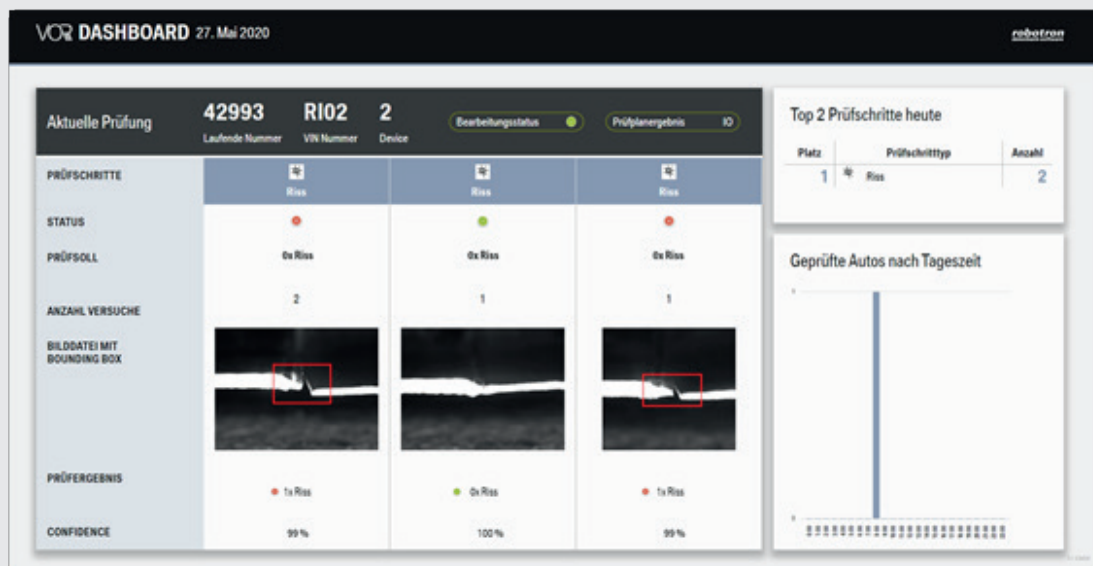 VOR DASHBOARD 27. Mai 2020
robotron
Aktuelle Prüfung
42993 RI02 2
Laufende Nummer VIN Nummer Device
Bearbeitungsstatus
Prüfplanergebnis IO
PRÜFSCHRITTE Riss Riss Riss
STATUS
PRÜFSOLL 0x Riss 0x Riss 0x Riss
ANZAHL VERSUCHE 2 1 1
BILDDATEI MIT
BOUNDING BOX
PRÜFERGEBNIS 1x Riss 0x Riss 1x Riss
CONFIDENCE 99 % 100 % 99 %
Top 2 Prüfschritte heute
Platz Prüfschritttyp Anzahl
1 Riss 2
Geprüfte Autos nach Tageszeit